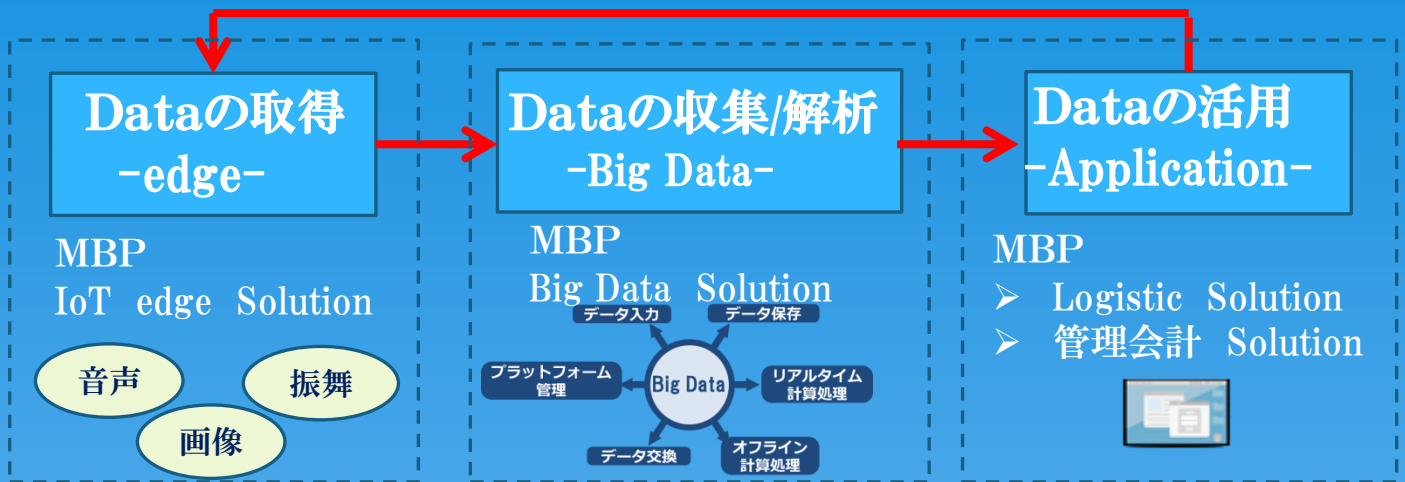 Dataの取得
-edge-
MBP
IoT edge Solution
音声
振舞
画像
Dataの収集/解析
-Big Data-
MBP
Big Data Solution
データ入力
データ保存
プラットフォーム
管理
Big Data
リアルタイム
計算処理
データ交換
オフライン
計算処理
Dataの活用
-Application-
MBP
➢ Logistic Solution
➢ 管理会計 Solution